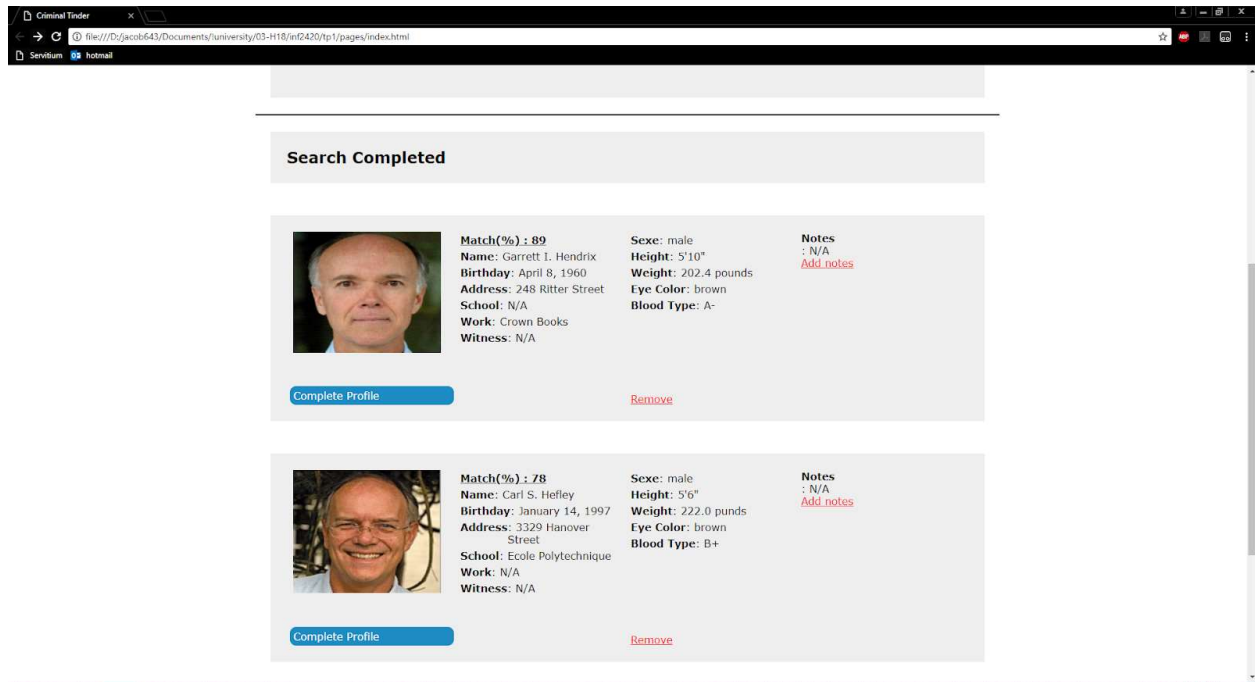 Criminal Tinder
file:///D:/jacob643/Documents/!university/03-H18/inf2420/tp1/pages/index.html
ABP
Servitium hotmail
Search Completed
Match(%) : 89
Name: Garrett I. Hendrix
Birthday: April 8, 1960
Address: 248 Ritter Street
School: N/A
Work: Crown Books
Witness: N/A
Sexe: male
Height: 5'10"
Weight: 202.4 pounds
Eye Color: brown
Blood Type: A-
Notes
: N/A
Add notes
Complete Profile
Remove
Match(%) : 78
Name: Carl S. Hefley
Birthday: January 14, 1997
Address: 3329 Hanover
Street
School: Ecole Polytechnique
Work: N/A
Witness: N/A
Sexe: male
Height: 5'6"
Weight: 222.0 punds
Eye Color: brown
Blood Type: B+
Notes
: N/A
Add notes
Complete Profile
Remove